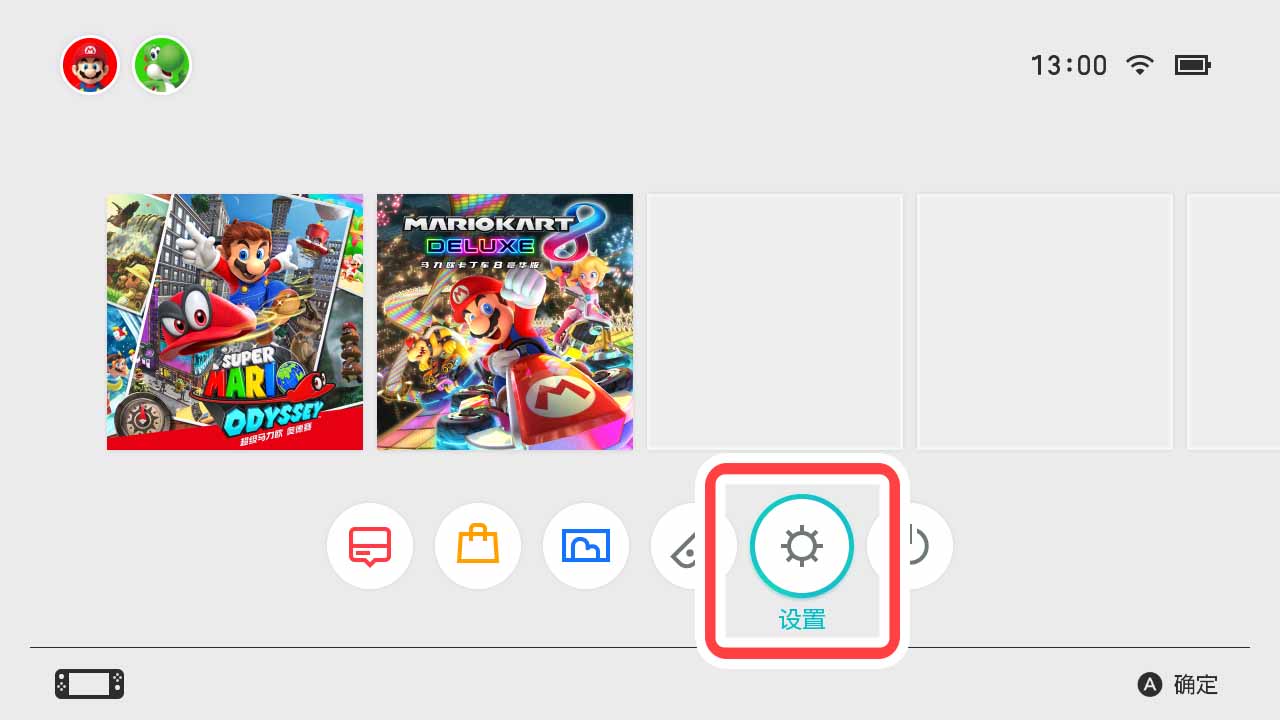 13:00
SUPER
MARIO
ODYSSEY
超级马力欧 奥德赛
MARIOKART 8
DELUXE
马力欧卡丁车8豪华版
设置
A 确定